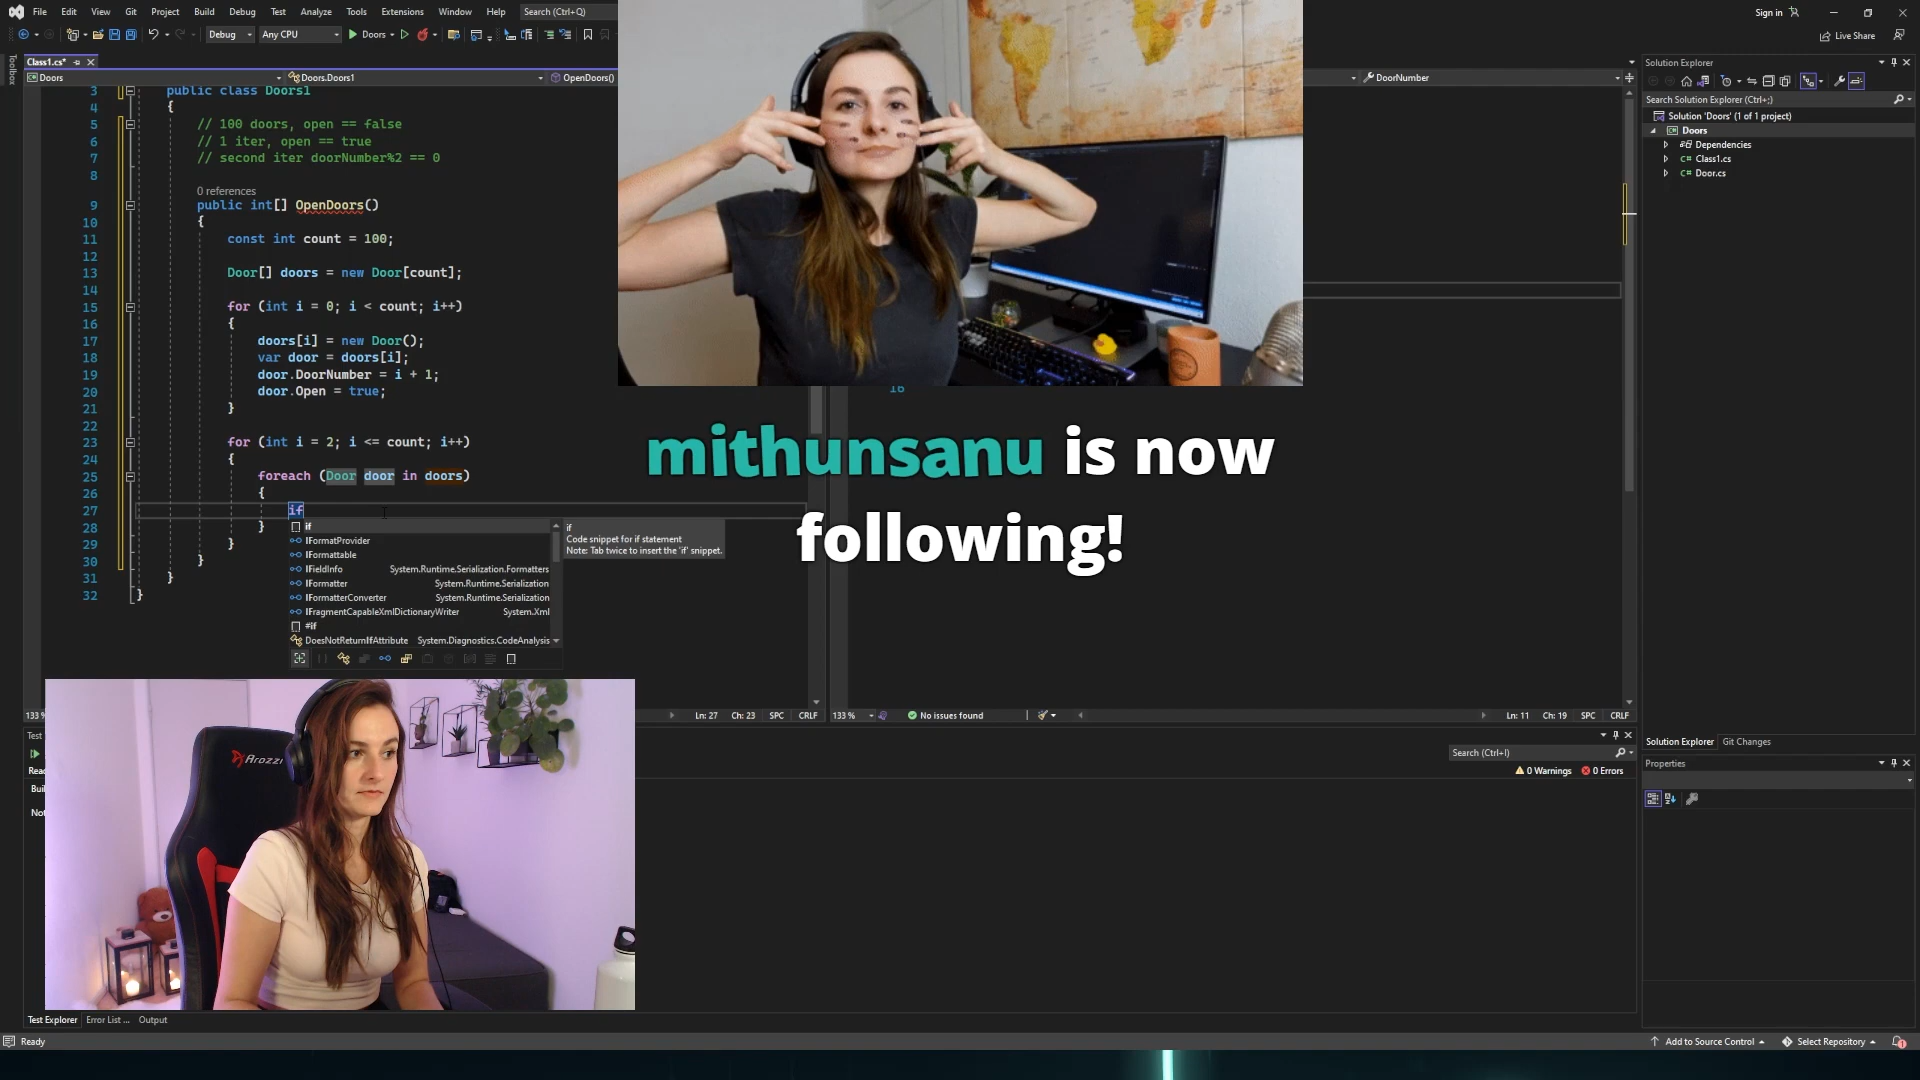 File Edit View Git Project Build Debug Test Analyze Tools Extensions Window Help Search (Ctrl+Q) Sign in
Debug Any CPU Doors Live Share
Toolbox
Class1.cs*
Doors Doors.Doors1 OpenDoors() DoorNumber
3 public class Doors1
4 {
5 // 100 doors, open == false
6 // 1 iter, open == true
7 // second iter doorNumber%2 == 0
8
0 references
9 public int[] OpenDoors()
10 {
11 const int count = 100;
12
13 Door[] doors = new Door[count];
14
15 for (int i = 0; i < count; i++)
16 {
17 doors[i] = new Door();
18 var door = doors[i];
19 door.DoorNumber = i + 1;
20 door.Open = true;
21 }
22
23 for (int i = 2; i <= count; i++)
24 {
25 foreach (Door door in doors)
26 {
27 if
28 }
29 }
30 }
31 }
32 }
if
IFormatProvider
IFormattable
IFieldInfo System.Runtime.Serialization.Formatters
IFormatter System.Runtime.Serialization
IFormatterConverter System.Runtime.Serialization
IFragmentCapableXmlDictionaryWriter System.Xml
#if
DoesNotReturnIfAttribute System.Diagnostics.CodeAnalysis
if
Code snippet for if statement
Note: Tab twice to insert the 'if' snippet.
16
mithunsanu is now
following!
133 % Ln: 27 Ch: 23 SPC CRLF
133 % No issues found Ln: 11 Ch: 19 SPC CRLF
Test
Search (Ctrl+I)
0 Warnings 0 Errors
Arozzi
Test Explorer Error List ... Output
Solution Explorer
Search Solution Explorer (Ctrl+;)
Solution 'Doors' (1 of 1 project)
Doors
Dependencies
C# Class1.cs
C# Door.cs
Solution Explorer Git Changes
Properties
Ready Add to Source Control Select Repository 1